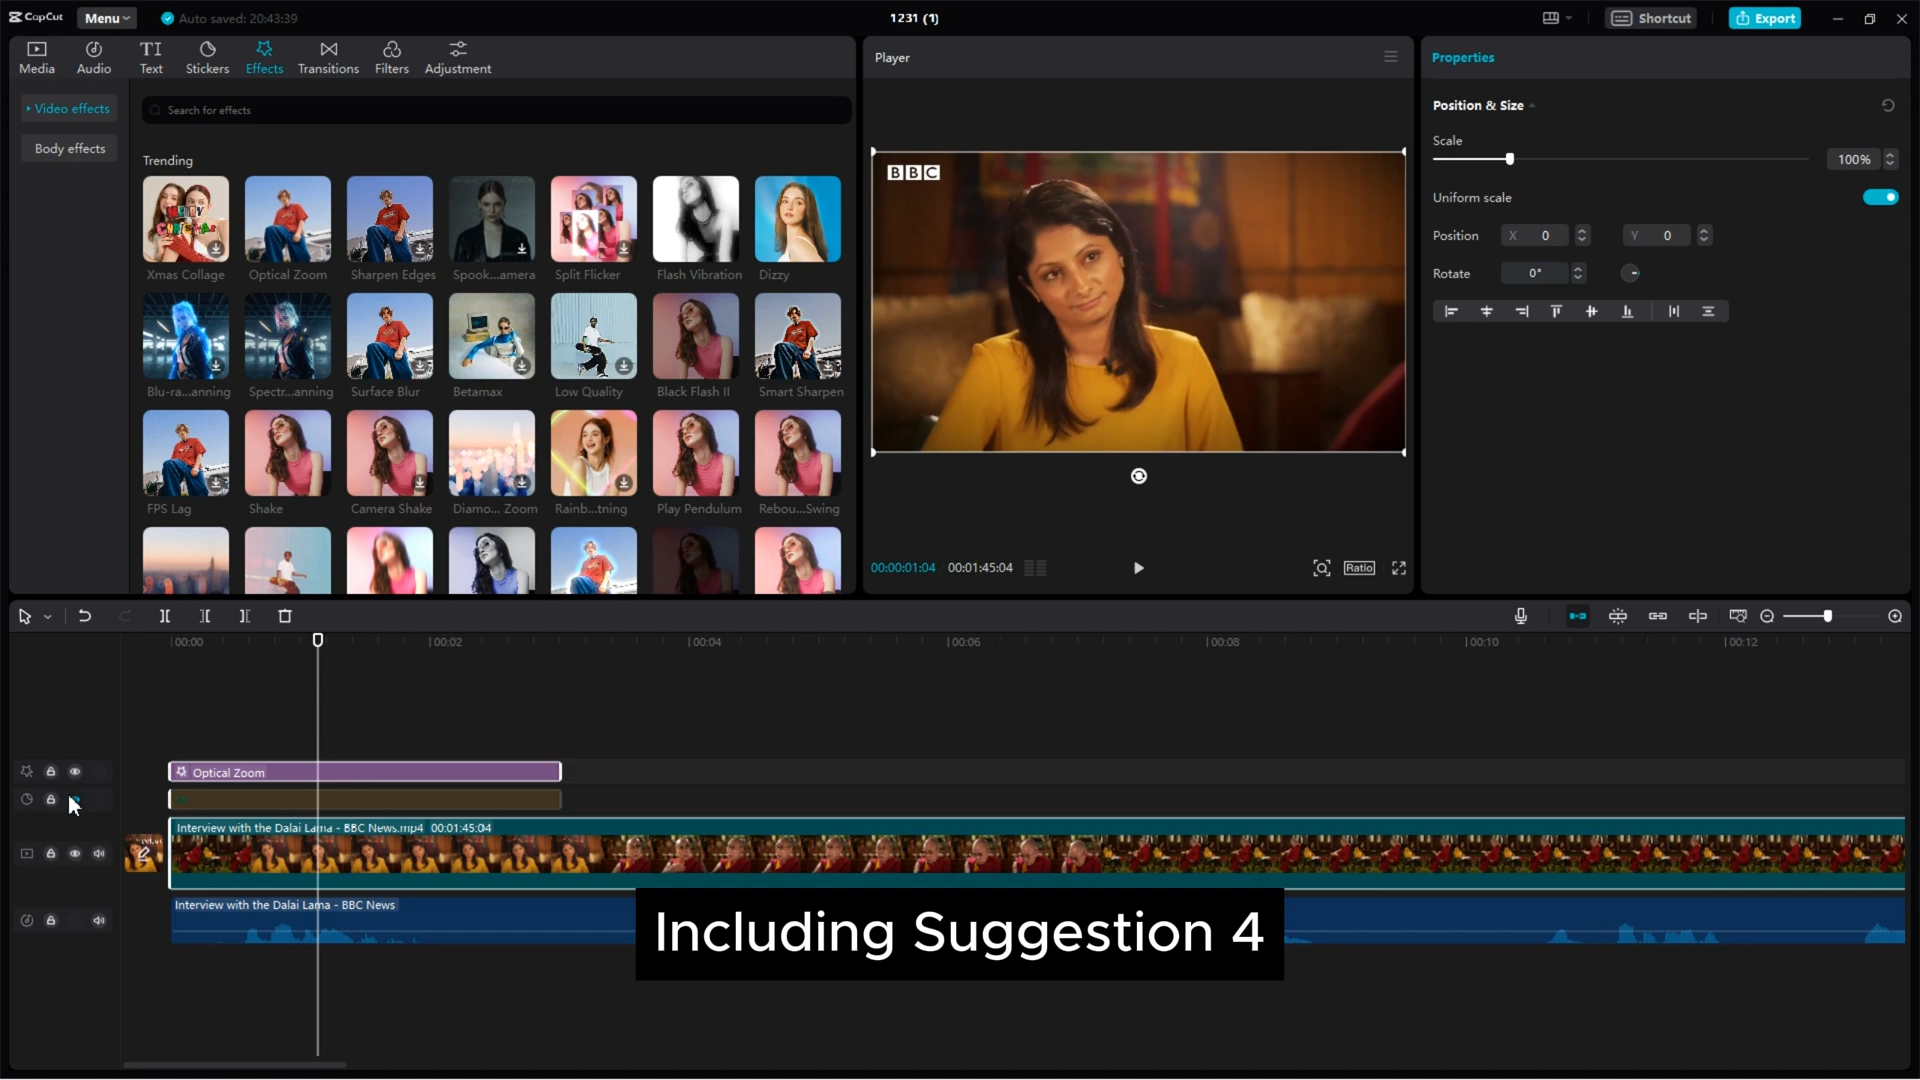 CapCut
Menu
Auto saved: 20:43:39
1231 (1)
Shortcut
Export
Media
Audio
TI
Text
Stickers
Effects
Transitions
Filters
Adjustment
Video effects
Body effects
Search for effects
Trending
Xmas Collage
Optical Zoom
Sharpen Edges
Spook...amera
Split Flicker
Flash Vibration
Dizzy
Blu-ra...anning
Spectr...anning
Surface Blur
Betamax
Low Quality
Black Flash II
Smart Sharpen
FPS Lag
Shake
Camera Shake
Diamo... Zoom
Rainb...tning
Play Pendulum
Rebou...Swing
Player
BBC
00:00:01:04
00:01:45:04
Ratio
Properties
Position & Size
Scale
100%
Uniform scale
Position
X 0
Y 0
Rotate
0°
00:00
00:02
00:04
00:06
00:08
00:10
00:12
Optical Zoom
Interview with the Dalai Lama - BBC News.mp4 00:01:45:04
Interview with the Dalai Lama - BBC News
Including Suggestion 4